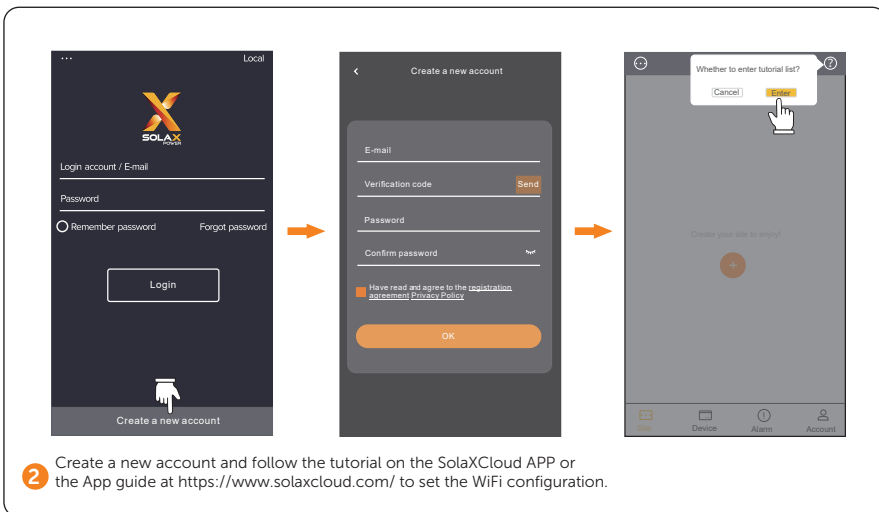 Local
SOLAX
POWER
Login account / E-mail
Password
Remember password
Forgot password
Login
Create a new account
Create a new account
E-mail
Verification code
Send
Password
Confirm password
Have read and agree to the registration
agreement Privacy Policy
OK
Whether to enter tutorial list?
Cancel
Enter
Create your site to enjoy!
Site
Device
Alarm
Account
2
Create a new account and follow the tutorial on the SolaXCloud APP or
the App guide at https://www.solaxcloud.com/ to set the WiFi configuration.